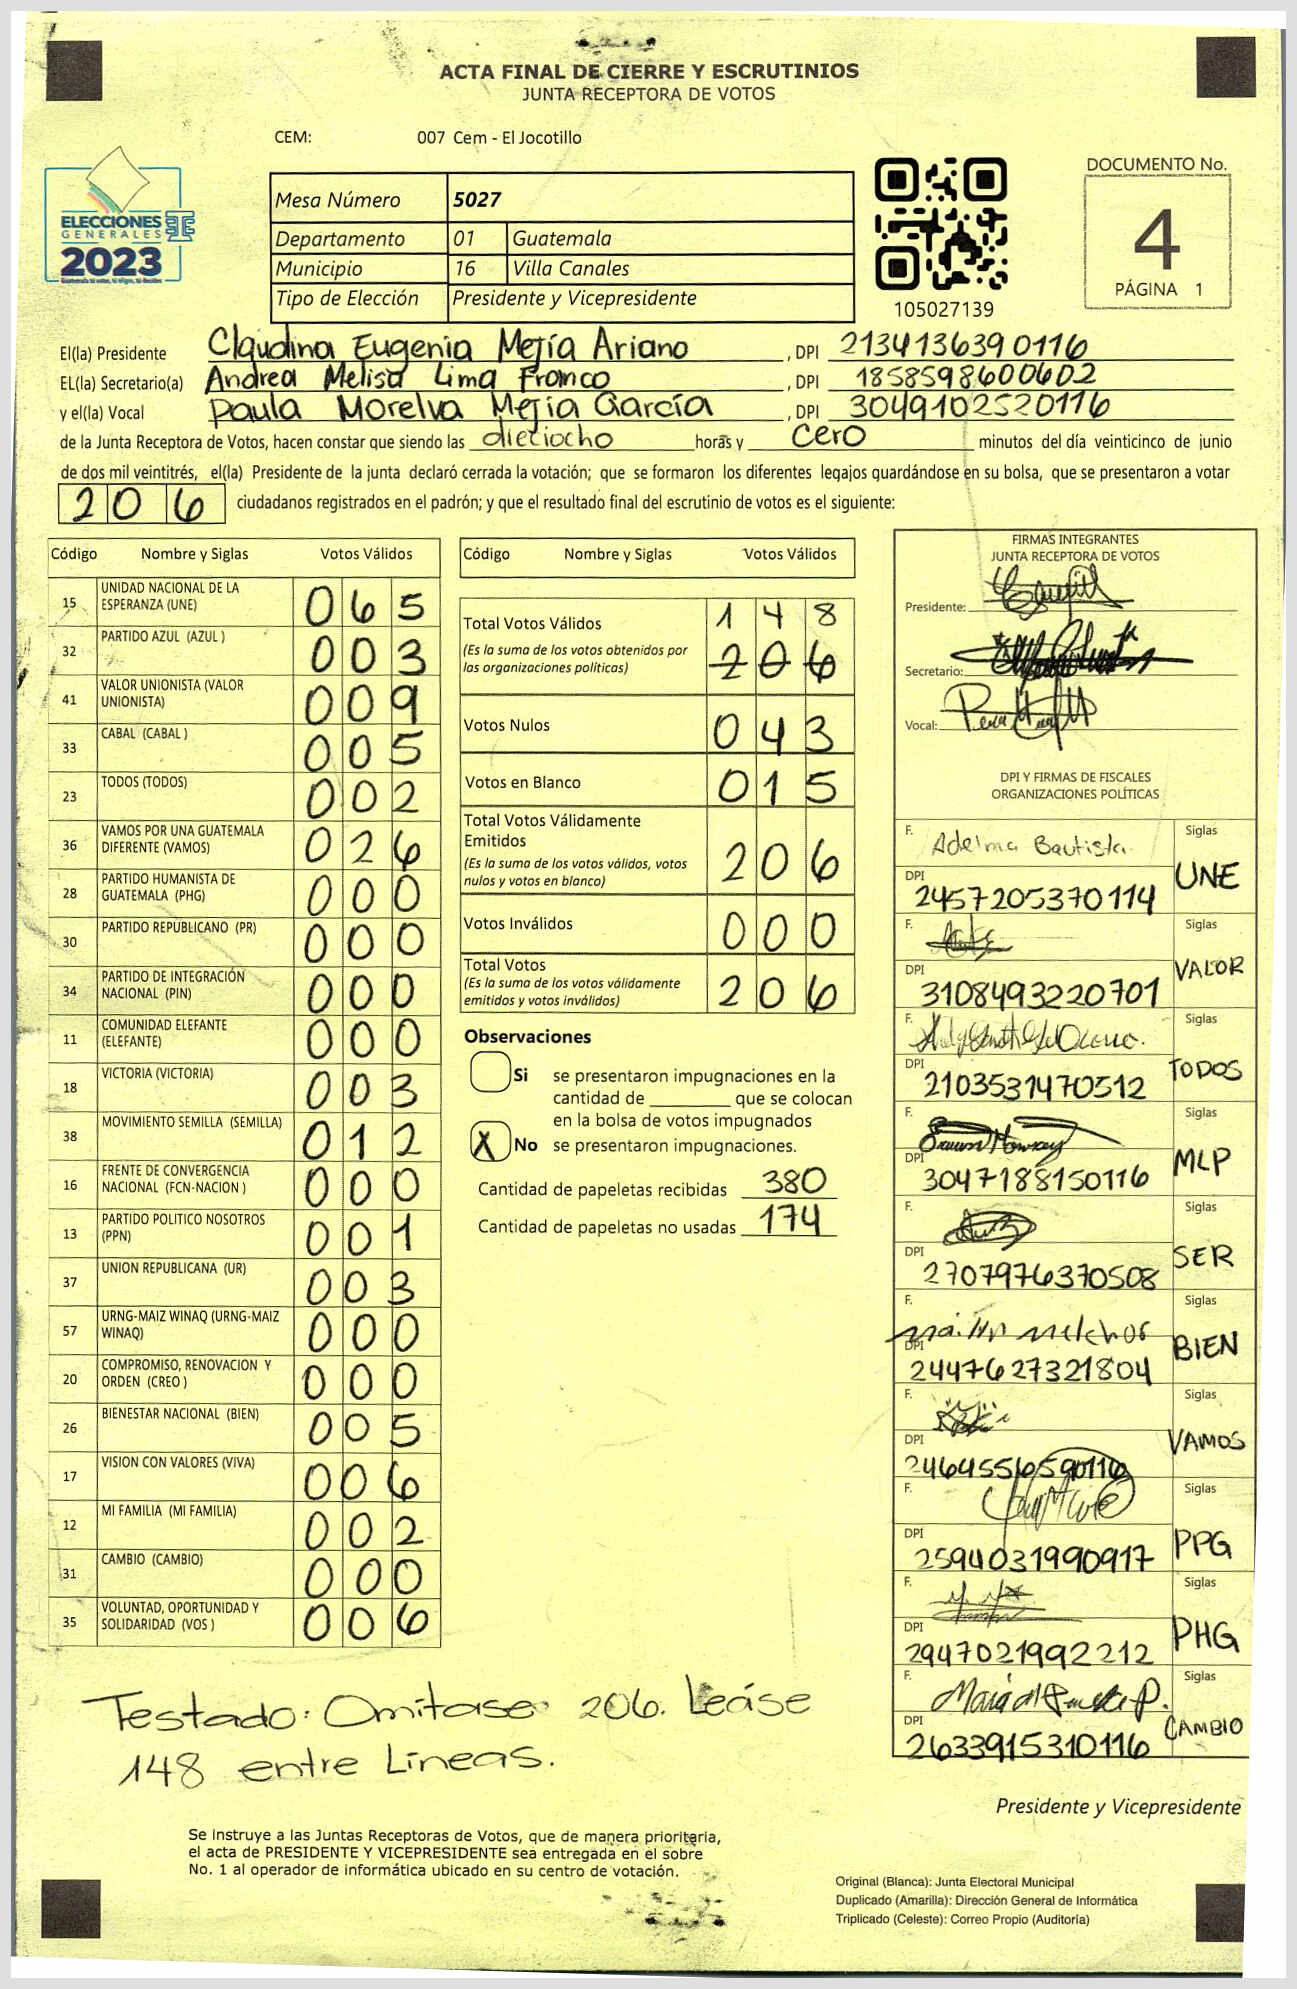 ACTA FINAL DE CIERRE Y ESCRUTINIOS
JUNTA RECEPTORA DE VOTOS
CEM: 007 Cem - El Jocotillo
ELECCIONES
GENERALES
2023
Mesa Número 5027
Departamento 01 Guatemala
Municipio 16 Villa Canales
Tipo de Elección Presidente y Vicepresidente
105027139
DOCUMENTO No.
4
PÁGINA 1
El(la) Presidente Claudina Eugenia Mejía Ariano , DPI 2134136390116
EL(la) Secretario(a) Andrea Melisa Lima Franco , DPI 1858598600602
y el(la) Vocal Paula Morelva Mejia García , DPI 3049102520116
de la Junta Receptora de Votos, hacen constar que siendo las dieciocho horas y cero minutos del día veinticinco de junio
de dos mil veintitrés, el(la) Presidente de la junta declaró cerrada la votación; que se formaron los diferentes legajos guardándose en su bolsa, que se presentaron a votar
206 ciudadanos registrados en el padrón; y que el resultado final del escrutinio de votos es el siguiente:
Código Nombre y Siglas Votos Válidos
15 UNIDAD NACIONAL DE LA ESPERANZA (UNE) 065
32 PARTIDO AZUL (AZUL ) 003
41 VALOR UNIONISTA (VALOR UNIONISTA) 009
33 CABAL (CABAL ) 005
23 TODOS (TODOS) 002
36 VAMOS POR UNA GUATEMALA DIFERENTE (VAMOS) 026
28 PARTIDO HUMANISTA DE GUATEMALA (PHG) 000
30 PARTIDO REPUBLICANO (PR) 000
34 PARTIDO DE INTEGRACIÓN NACIONAL (PIN) 000
11 COMUNIDAD ELEFANTE (ELEFANTE) 000
18 VICTORIA (VICTORIA) 003
38 MOVIMIENTO SEMILLA (SEMILLA) 012
16 FRENTE DE CONVERGENCIA NACIONAL (FCN-NACION ) 000
13 PARTIDO POLITICO NOSOTROS (PPN) 001
37 UNION REPUBLICANA (UR) 003
57 URNG-MAIZ WINAQ (URNG-MAIZ WINAQ) 000
20 COMPROMISO, RENOVACION Y ORDEN (CREO ) 000
26 BIENESTAR NACIONAL (BIEN) 005
17 VISION CON VALORES (VIVA) 006
12 MI FAMILIA (MI FAMILIA) 002
31 CAMBIO (CAMBIO) 000
35 VOLUNTAD, OPORTUNIDAD Y SOLIDARIDAD (VOS ) 006
Código Nombre y Siglas Votos Válidos
Total Votos Válidos 148
(Es la suma de los votos obtenidos por las organizaciones políticas) 206
Votos Nulos 043
Votos en Blanco 015
Total Votos Válidamente Emitidos
(Es la suma de los votos válidos, votos nulos y votos en blanco) 206
Votos Inválidos 000
Total Votos
(Es la suma de los votos válidamente emitidos y votos inválidos) 206
Observaciones
Si se presentaron impugnaciones en la
cantidad de ________ que se colocan
en la bolsa de votos impugnados
X No se presentaron impugnaciones.
Cantidad de papeletas recibidas 380
Cantidad de papeletas no usadas 174
FIRMAS INTEGRANTES
JUNTA RECEPTORA DE VOTOS
Presidente:
Secretario:
Vocal:
DPI Y FIRMAS DE FISCALES
ORGANIZACIONES POLÍTICAS
F. Adelma Bautista Siglas
DPI 2457205370114 UNE
F. Siglas
DPI 3108493220701 VALOR
F. Siglas
DPI 2103531470512 TODOS
F. Siglas
DPI 3047188150116 MLP
F. Siglas
DPI 2707976370508 SER
F. melchor Siglas
DPI 2447627321804 BIEN
F. Siglas
DPI 2464556590116 VAMOS
F. Siglas
DPI 2594031990917 PPG
F. Siglas
DPI 2947021992212 PHG
F. Siglas
DPI 2633915310116 CAMBIO
Testado: Omitase 206. Leáse
148 entre Líneas.
Presidente y Vicepresidente
Se instruye a las Juntas Receptoras de Votos, que de manera prioritaria,
el acta de PRESIDENTE Y VICEPRESIDENTE sea entregada en el sobre
No. 1 al operador de informática ubicado en su centro de votación.
Original (Blanca): Junta Electoral Municipal
Duplicado (Amarilla): Dirección General de Informática
Triplicado (Celeste): Correo Propio (Auditoría)